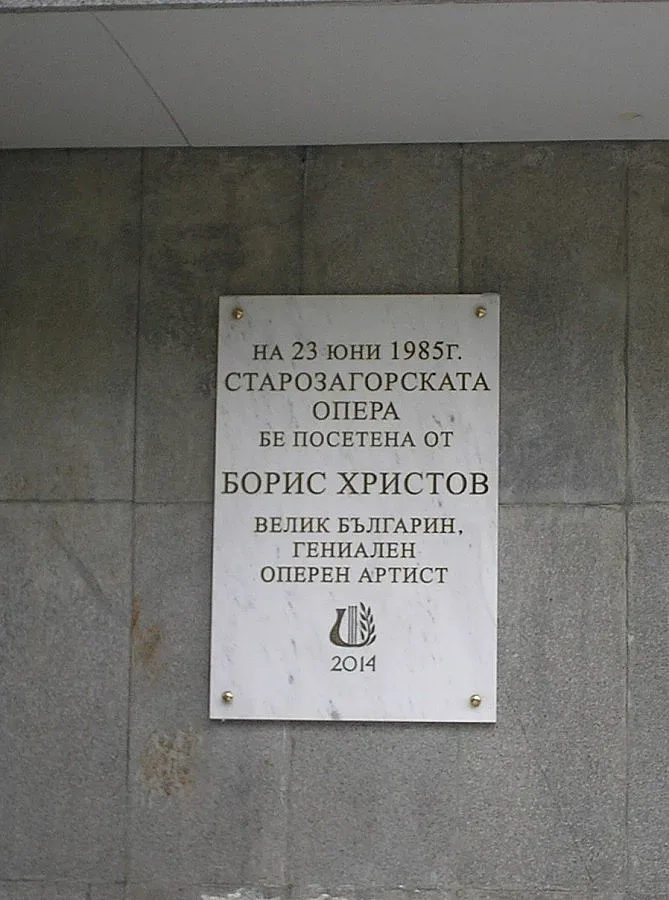 НА 23 ЮНИ 1985Г.
СТАРОЗАГОРСКАТА
ОПЕРА
БЕ ПОСЕТЕНА ОТ
БОРИС ХРИСТОВ
ВЕЛИК БЪЛГАРИН,
ГЕНИАЛЕН
ОПЕРЕН АРТИСТ
2014